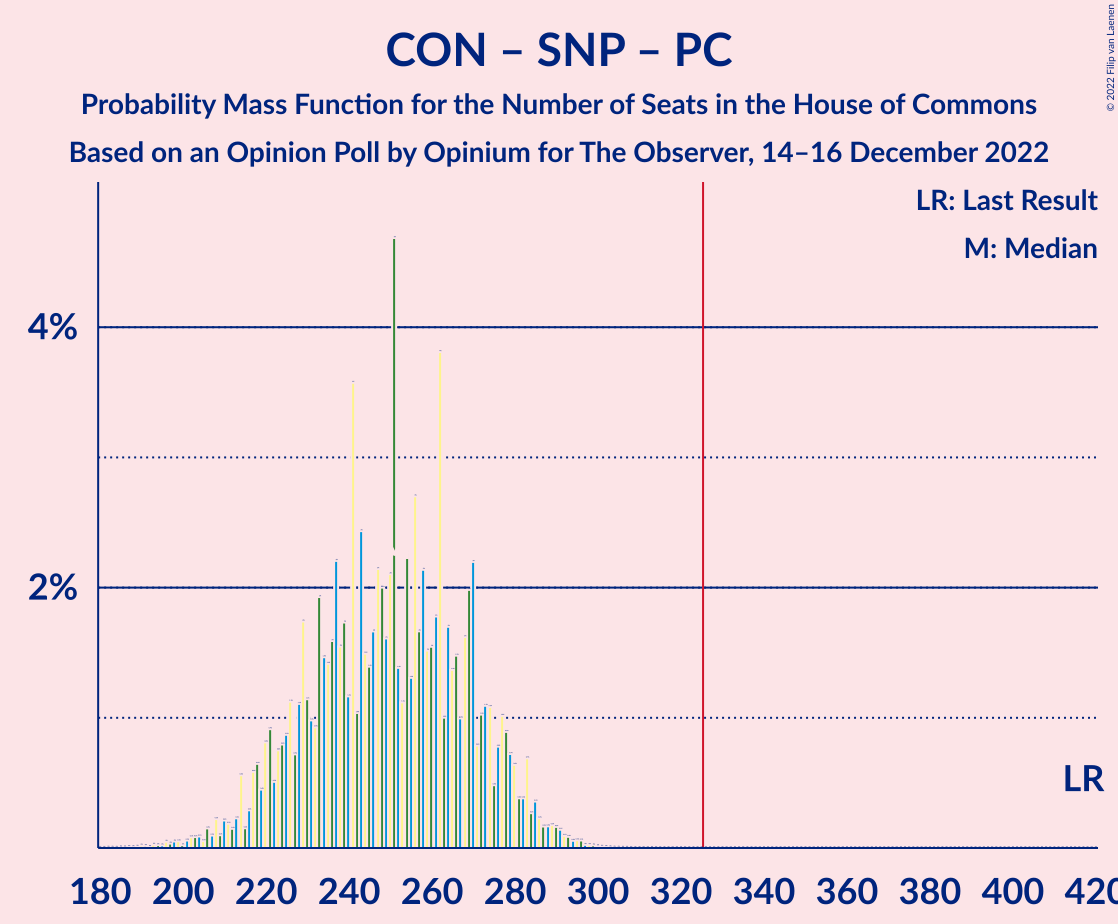 CON – SNP – PC
Probability Mass Function for the Number of Seats in the House of Commons
Based on an Opinion Poll by Opinium for The Observer, 14–16 December 2022
© 2022 Filip van Laenen
LR: Last Result
M: Median
4%
2%
LR
180 200 220 240 260 280 300 320 340 360 380 400 420